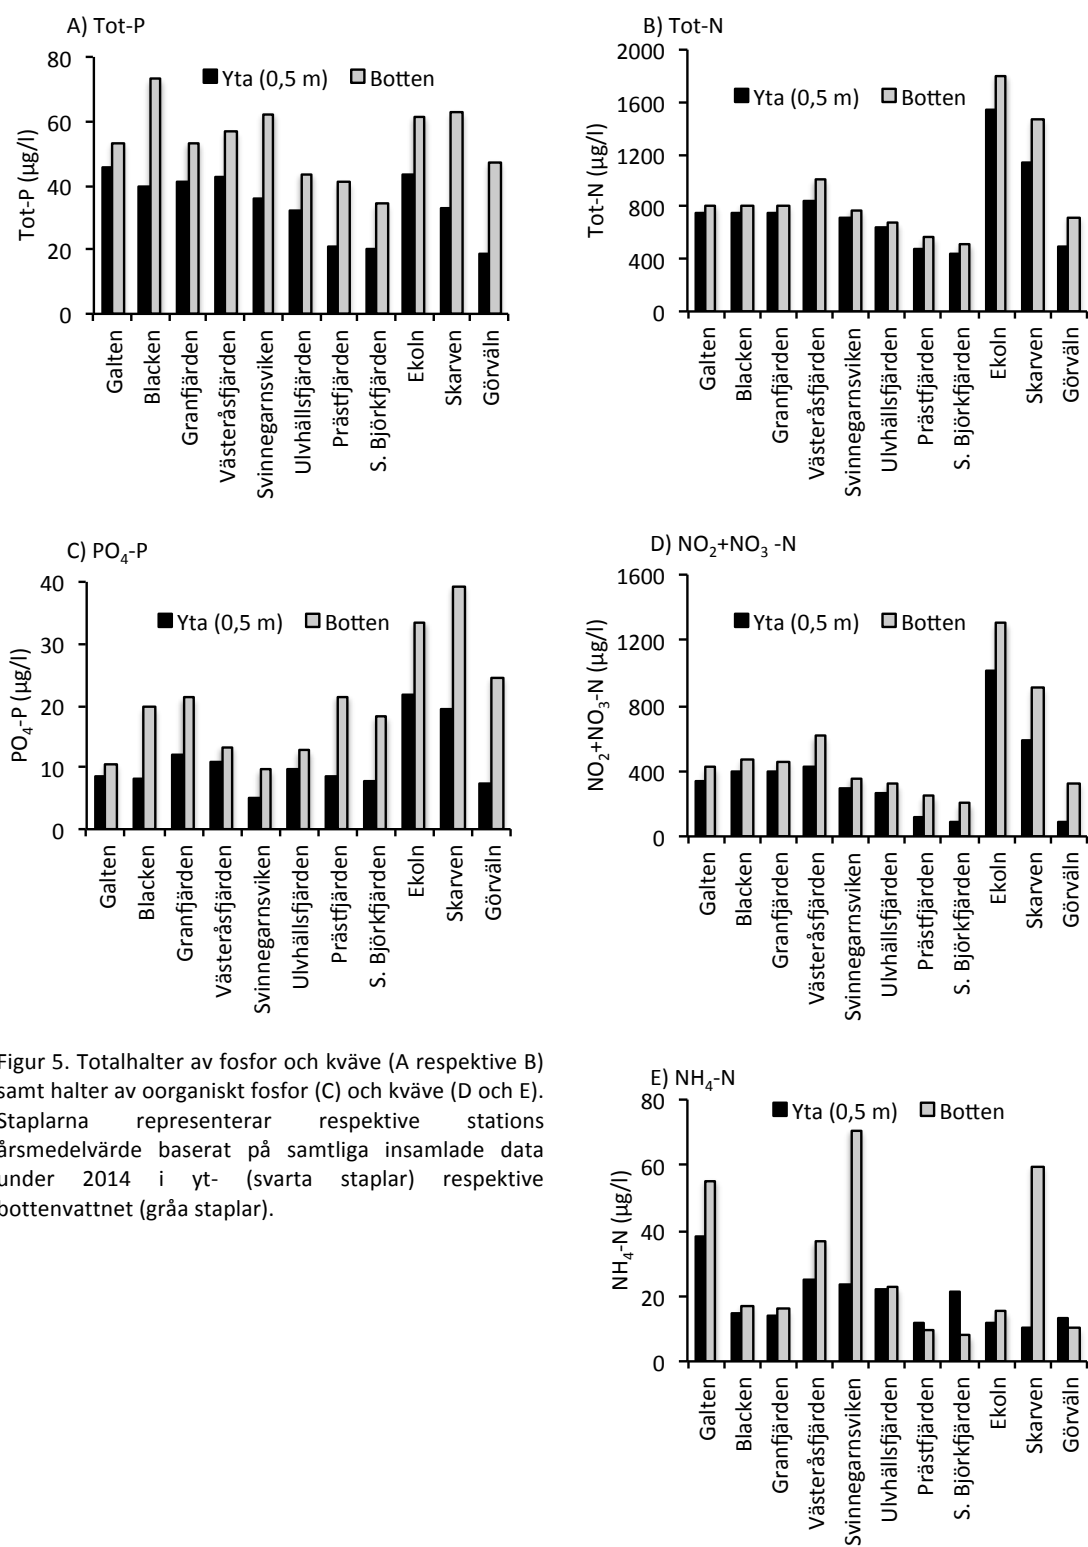 A) Tot-P
80
60
40
20
0
Tot-P (µg/l)
Yta (0,5 m) Botten
Galten
Blacken
Granfjärden
Västeråsfjärden
Svinnegarnsviken
Ulvhällsfjärden
Prästfjärden
S. Björkfjärden
Ekoln
Skarven
Görväln
B) Tot-N
2000
1600
1200
800
400
0
Tot-N (µg/l)
Yta (0,5 m) Botten
Galten
Blacken
Granfjärden
Västeråsfjärden
Svinnegarnsviken
Ulvhällsfjärden
Prästfjärden
S. Björkfjärden
Ekoln
Skarven
Görväln
C) PO₄-P
40
30
20
10
0
PO₄-P (µg/l)
Yta (0,5 m) Botten
Galten
Blacken
Granfjärden
Västeråsfjärden
Svinnegarnsviken
Ulvhällsfjärden
Prästfjärden
S. Björkfjärden
Ekoln
Skarven
Görväln
D) NO₂+NO₃ -N
1600
1200
800
400
0
NO₂+NO₃-N (µg/l)
Yta (0,5 m) Botten
Galten
Blacken
Granfjärden
Västeråsfjärden
Svinnegarnsviken
Ulvhällsfjärden
Prästfjärden
S. Björkfjärden
Ekoln
Skarven
Görväln
Figur 5. Totalhalter av fosfor och kväve (A respektive B)
samt halter av oorganiskt fosfor (C) och kväve (D och E).
Staplarna representerar respektive stations
årsmedelvärde baserat på samtliga insamlade data
under 2014 i yt- (svarta staplar) respektive
bottenvattnet (gråa staplar).
E) NH₄-N
80
60
40
20
0
NH₄-N (µg/l)
Yta (0,5 m) Botten
Galten
Blacken
Granfjärden
Västeråsfjärden
Svinnegarnsviken
Ulvhällsfjärden
Prästfjärden
S. Björkfjärden
Ekoln
Skarven
Görväln